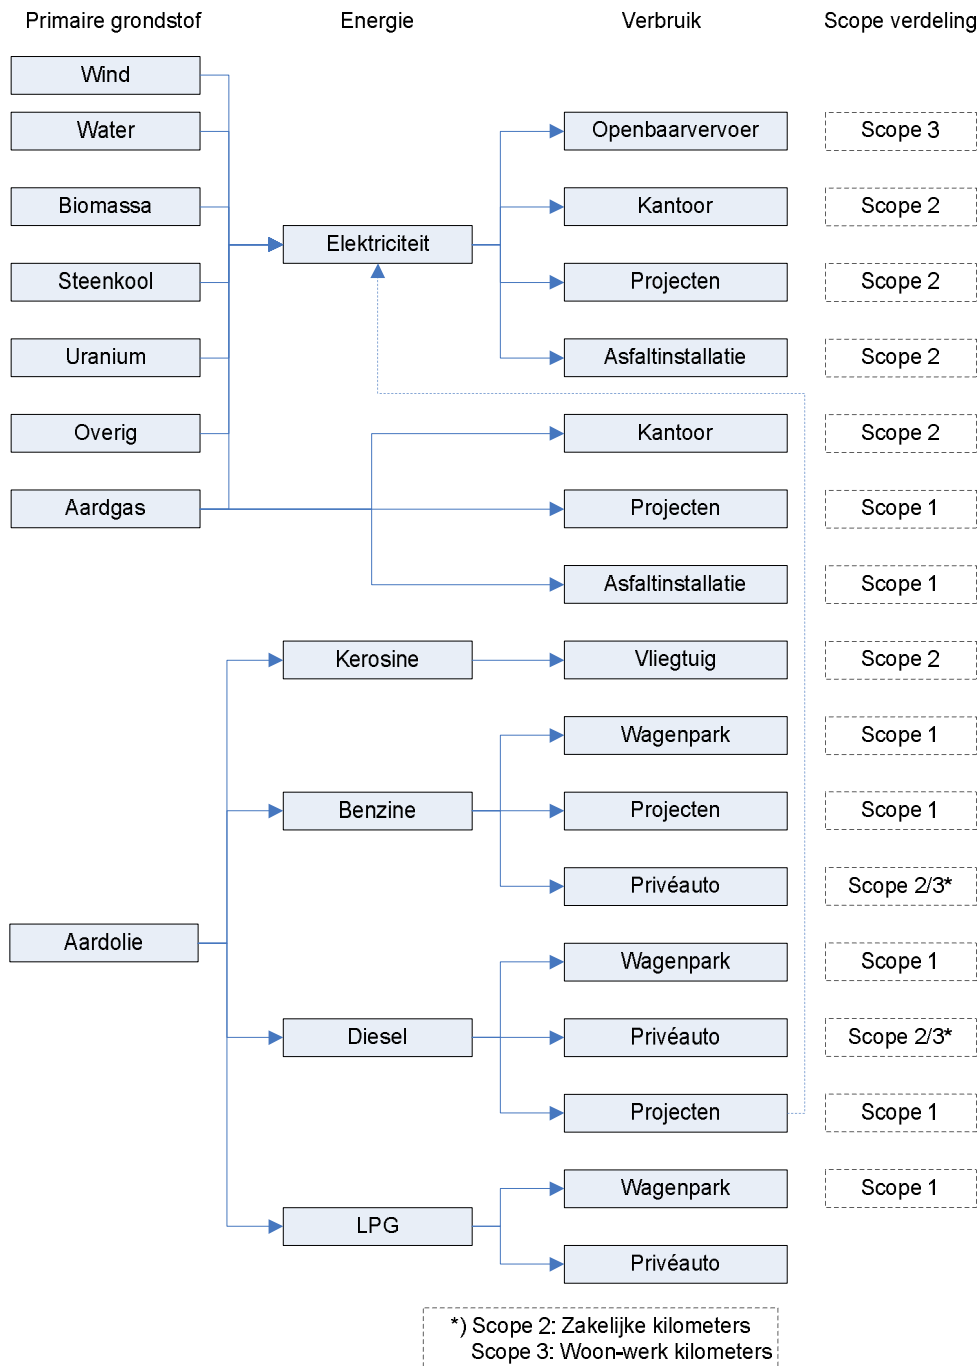 Primaire grondstof Energie Verbruik Scope verdeling
Wind
Water Openbaarvervoer Scope 3
Biomassa Kantoor Scope 2
Elektriciteit
Steenkool Projecten Scope 2
Uranium Asfaltinstallatie Scope 2
Overig Kantoor Scope 2
Aardgas Projecten Scope 1
Asfaltinstallatie Scope 1
Kerosine Vliegtuig Scope 2
Wagenpark Scope 1
Benzine Projecten Scope 1
Privéauto Scope 2/3*
Aardolie Wagenpark Scope 1
Diesel Privéauto Scope 2/3*
Projecten Scope 1
Wagenpark Scope 1
LPG
Privéauto
*) Scope 2: Zakelijke kilometers
Scope 3: Woon-werk kilometers